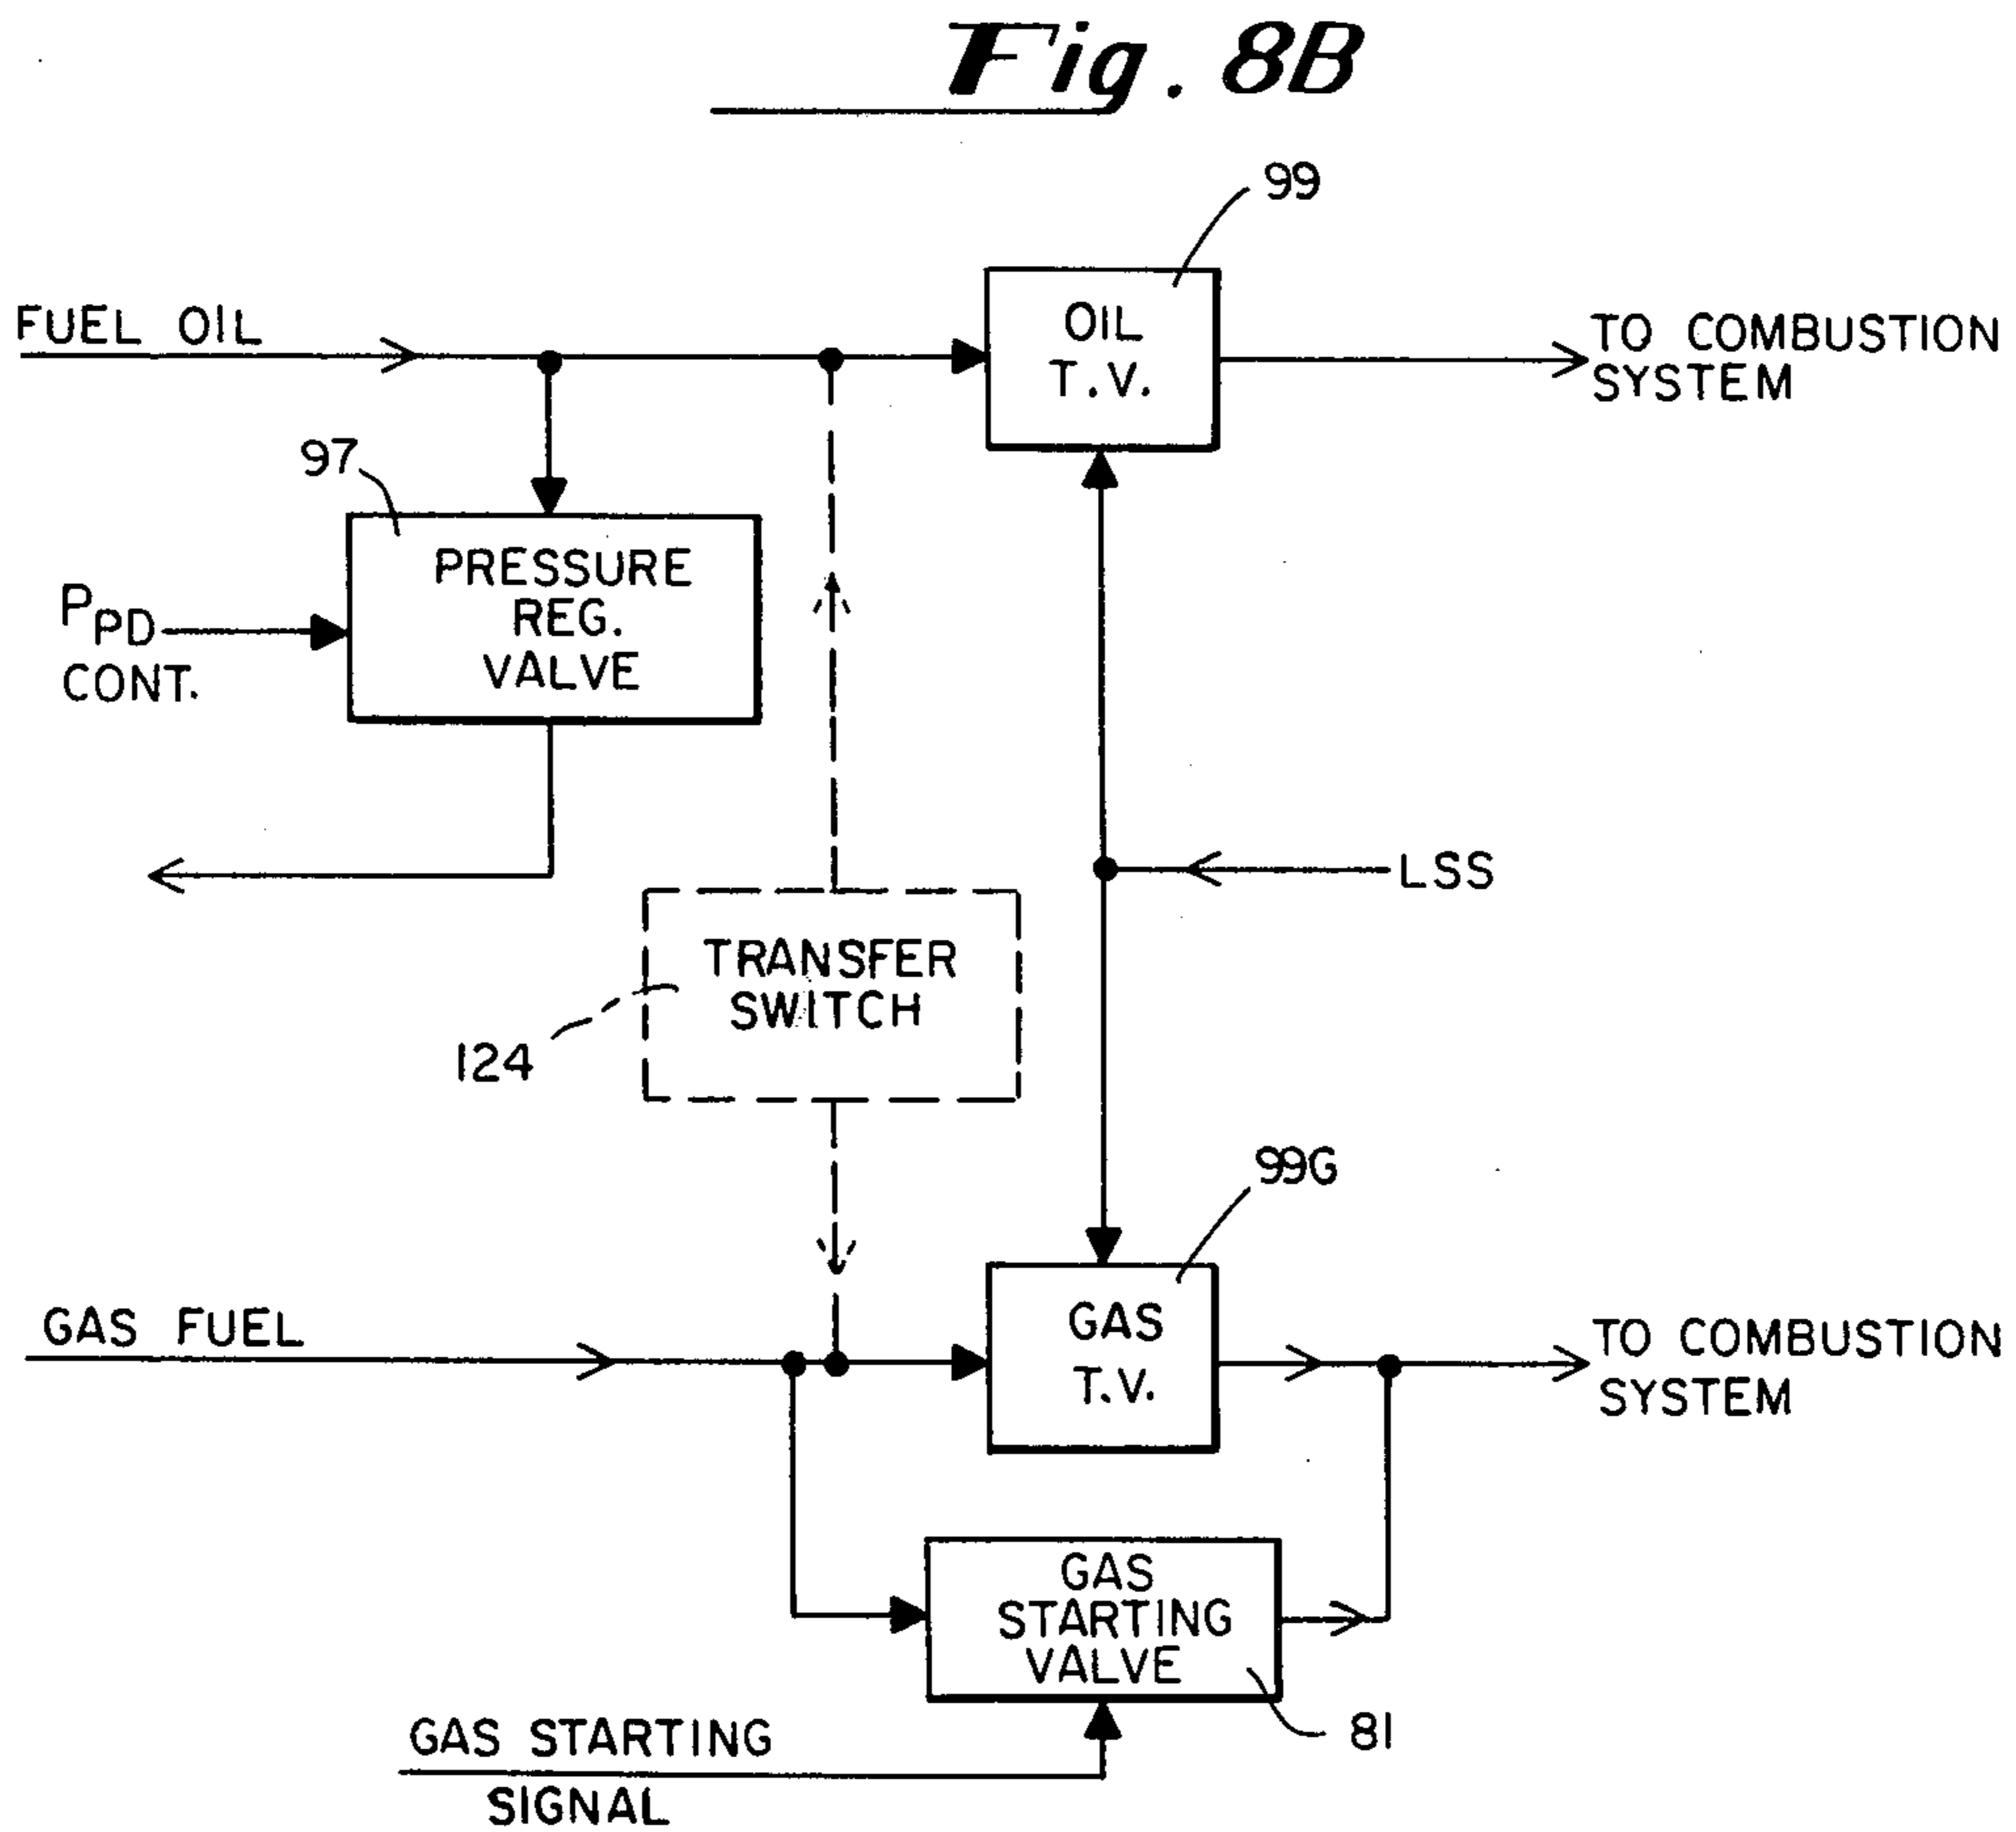 Fig. 8B
99
FUEL OIL
OIL
T.V.
TO COMBUSTION
SYSTEM
97
PRESSURE
REG.
VALVE
PPD
CONT.
LSS
TRANSFER
SWITCH
124
99G
GAS FUEL
GAS
T.V.
TO COMBUSTION
SYSTEM
GAS
STARTING
VALVE
81
GAS STARTING
SIGNAL